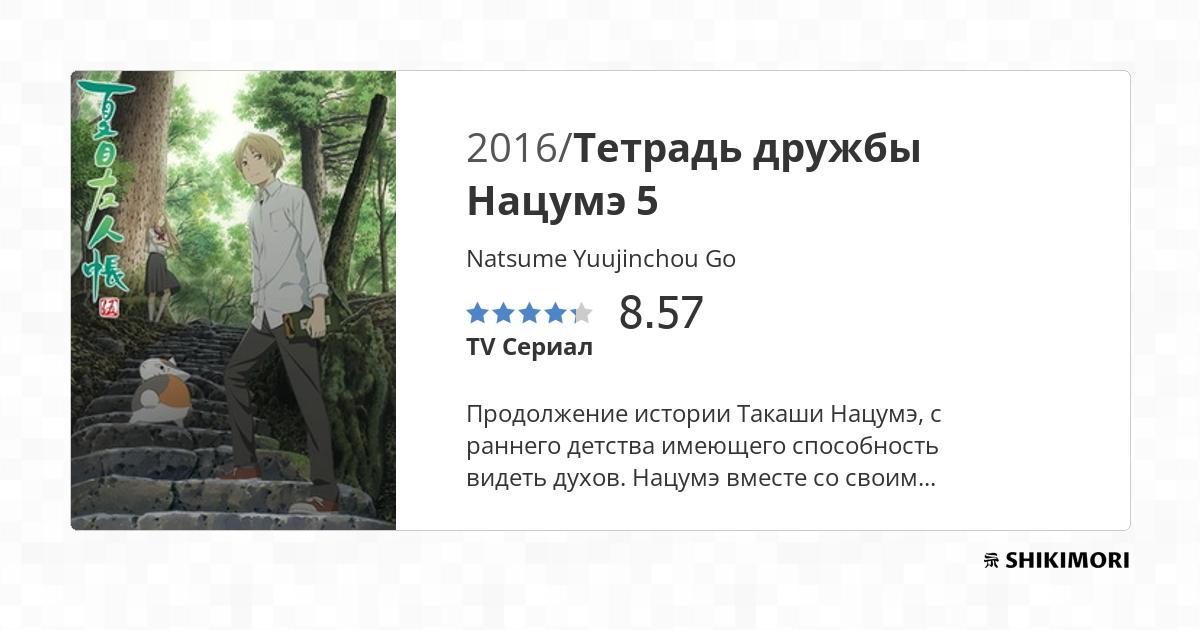 夏目友人帳
伍
2016/Тетрадь дружбы
Нацумэ 5
Natsume Yuujinchou Go
8.57
TV Сериал
Продолжение истории Такаши Нацумэ, с
раннего детства имеющего способность
видеть духов. Нацумэ вместе со своим...
SHIKIMORI